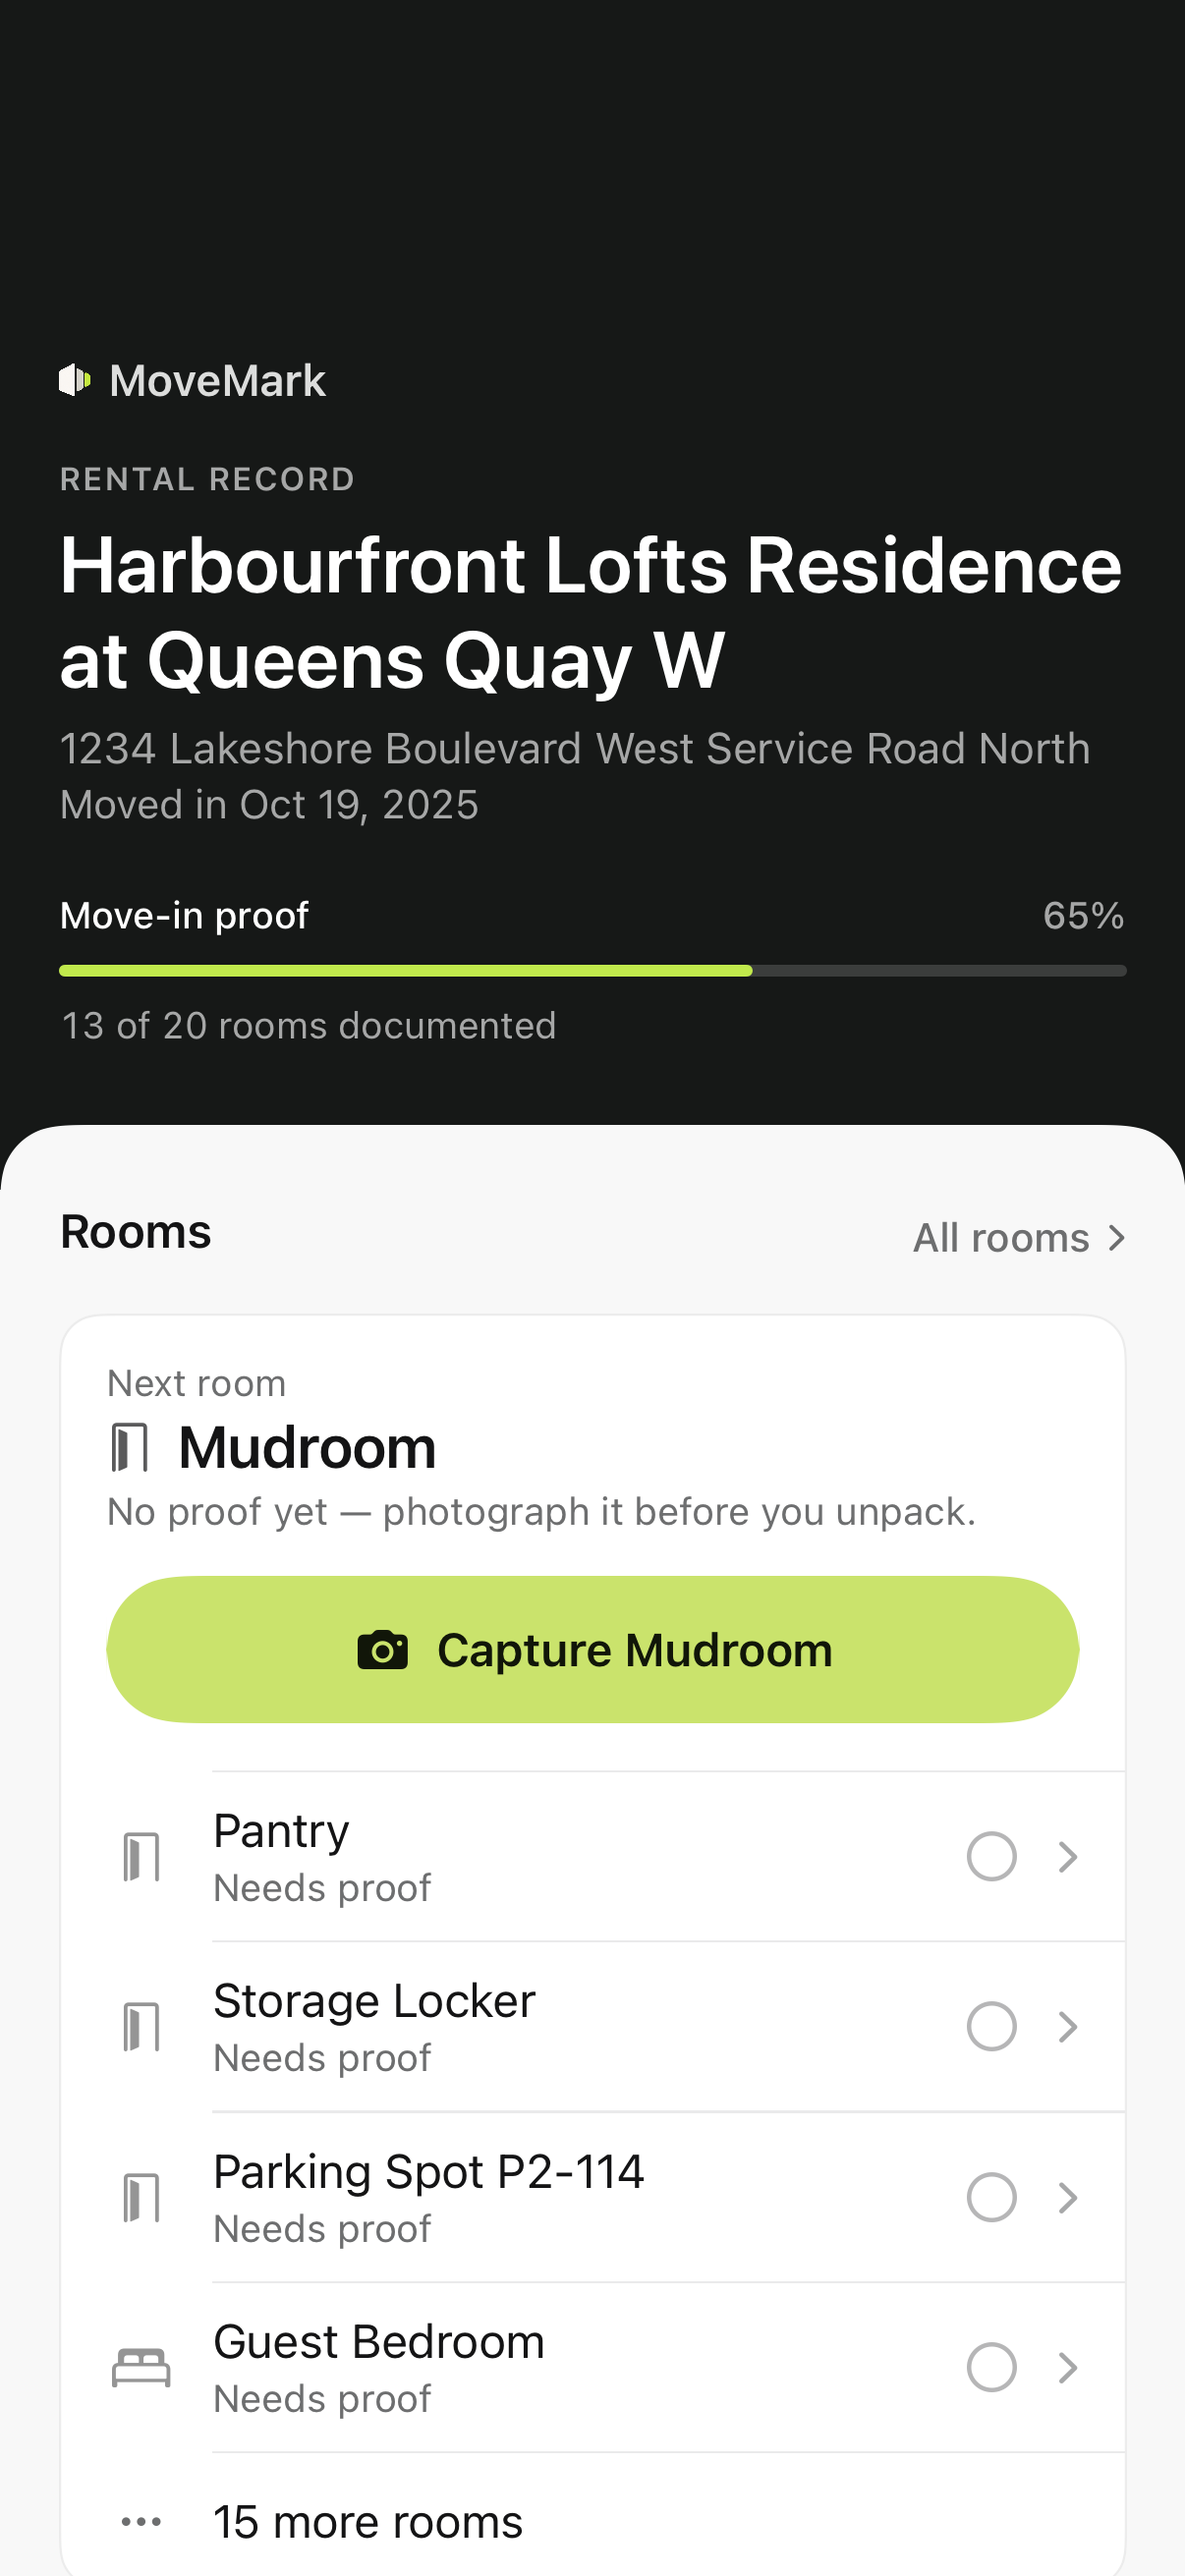 MoveMark
RENTAL RECORD
Harbourfront Lofts Residence
at Queens Quay W
1234 Lakeshore Boulevard West Service Road North
Moved in Oct 19, 2025
Move-in proof 65%
13 of 20 rooms documented
Rooms All rooms
Next room
Mudroom
No proof yet — photograph it before you unpack.
Capture Mudroom
Pantry
Needs proof
Storage Locker
Needs proof
Parking Spot P2-114
Needs proof
Guest Bedroom
Needs proof
15 more rooms